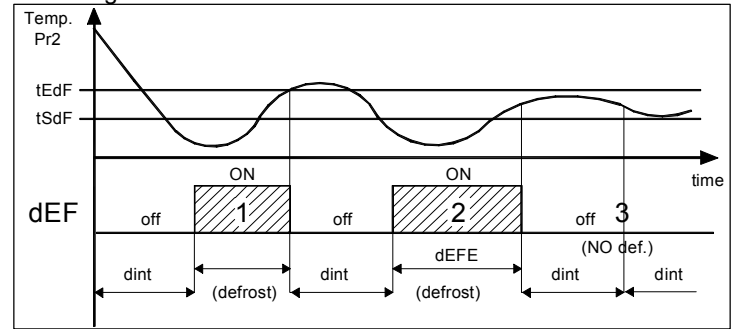 Temp.
Pr2
tEdF
tSdF
time
ON ON
dEF off 1 off 2 off 3
(NO def.)
dEFE
dint (defrost) dint (defrost) dint dint